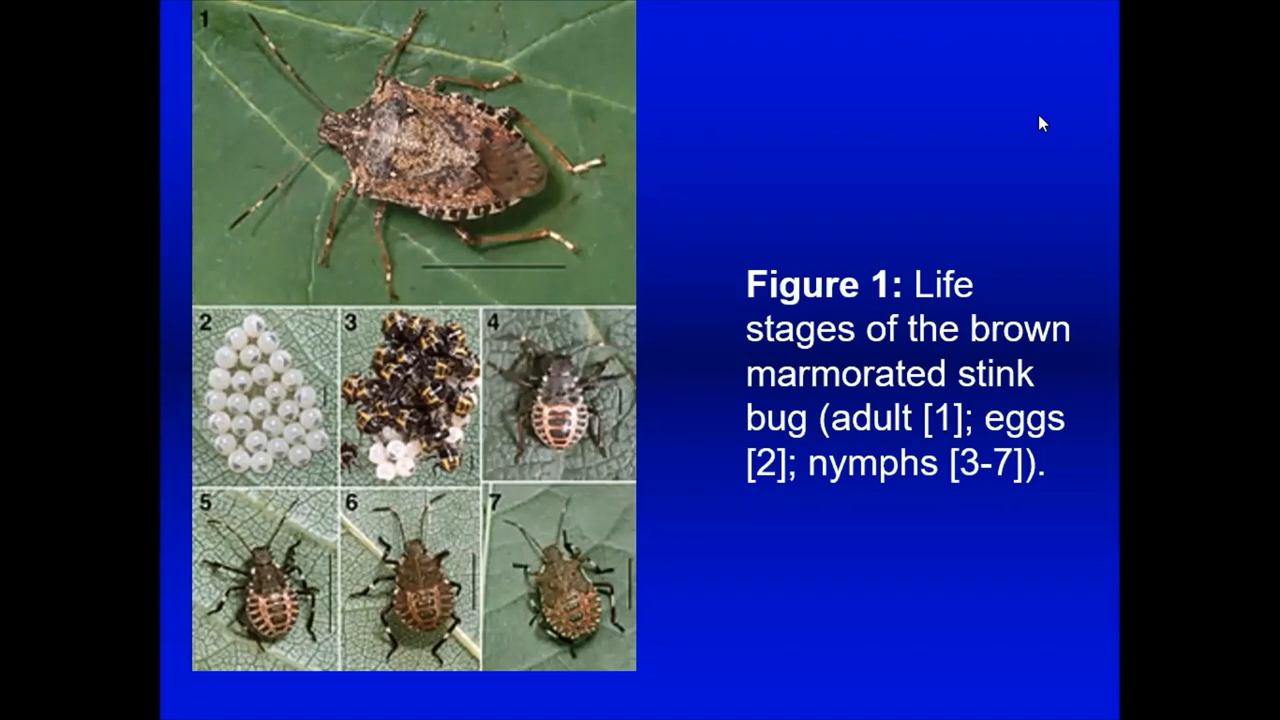 1
2
3
4
5
6
7
Figure 1: Life
stages of the brown
marmorated stink
bug (adult [1]; eggs
[2]; nymphs [3-7]).